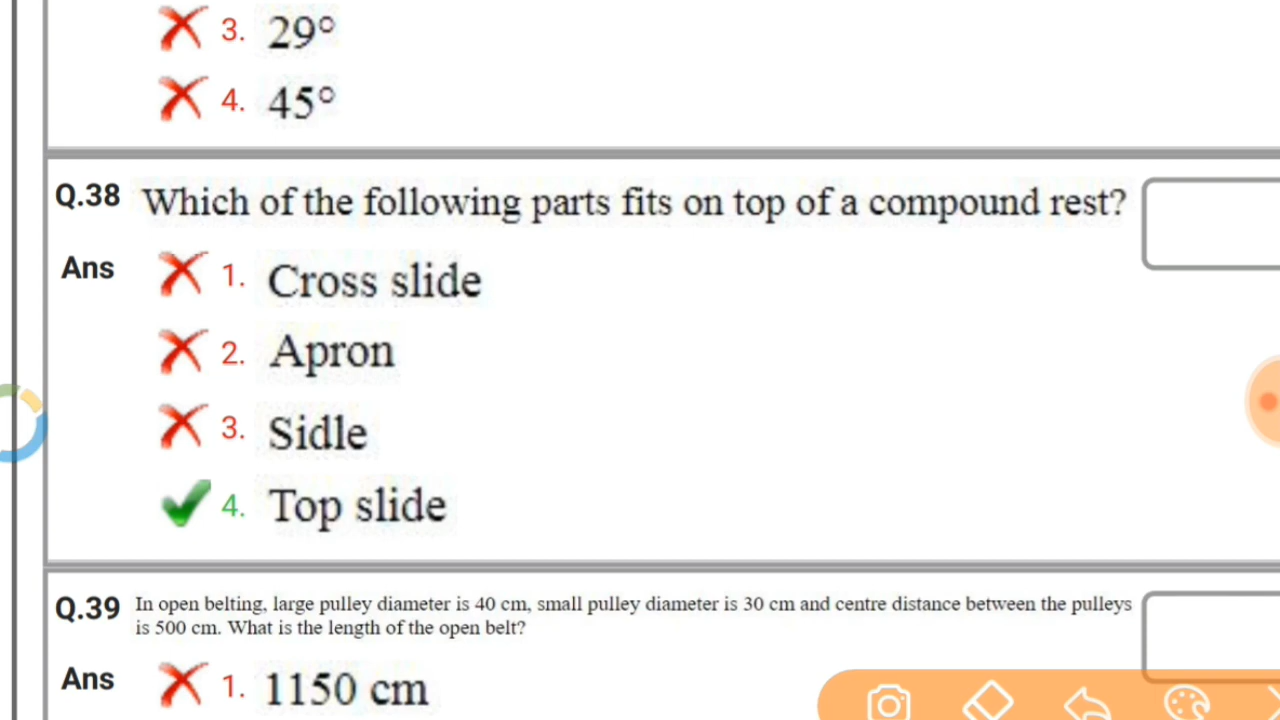 3. 29°
4. 45°
Q.38 Which of the following parts fits on top of a compound rest?
Ans 1. Cross slide
2. Apron
3. Sidle
4. Top slide
Q.39 In open belting, large pulley diameter is 40 cm, small pulley diameter is 30 cm and centre distance between the pulleys
is 500 cm. What is the length of the open belt?
Ans 1. 1150 cm